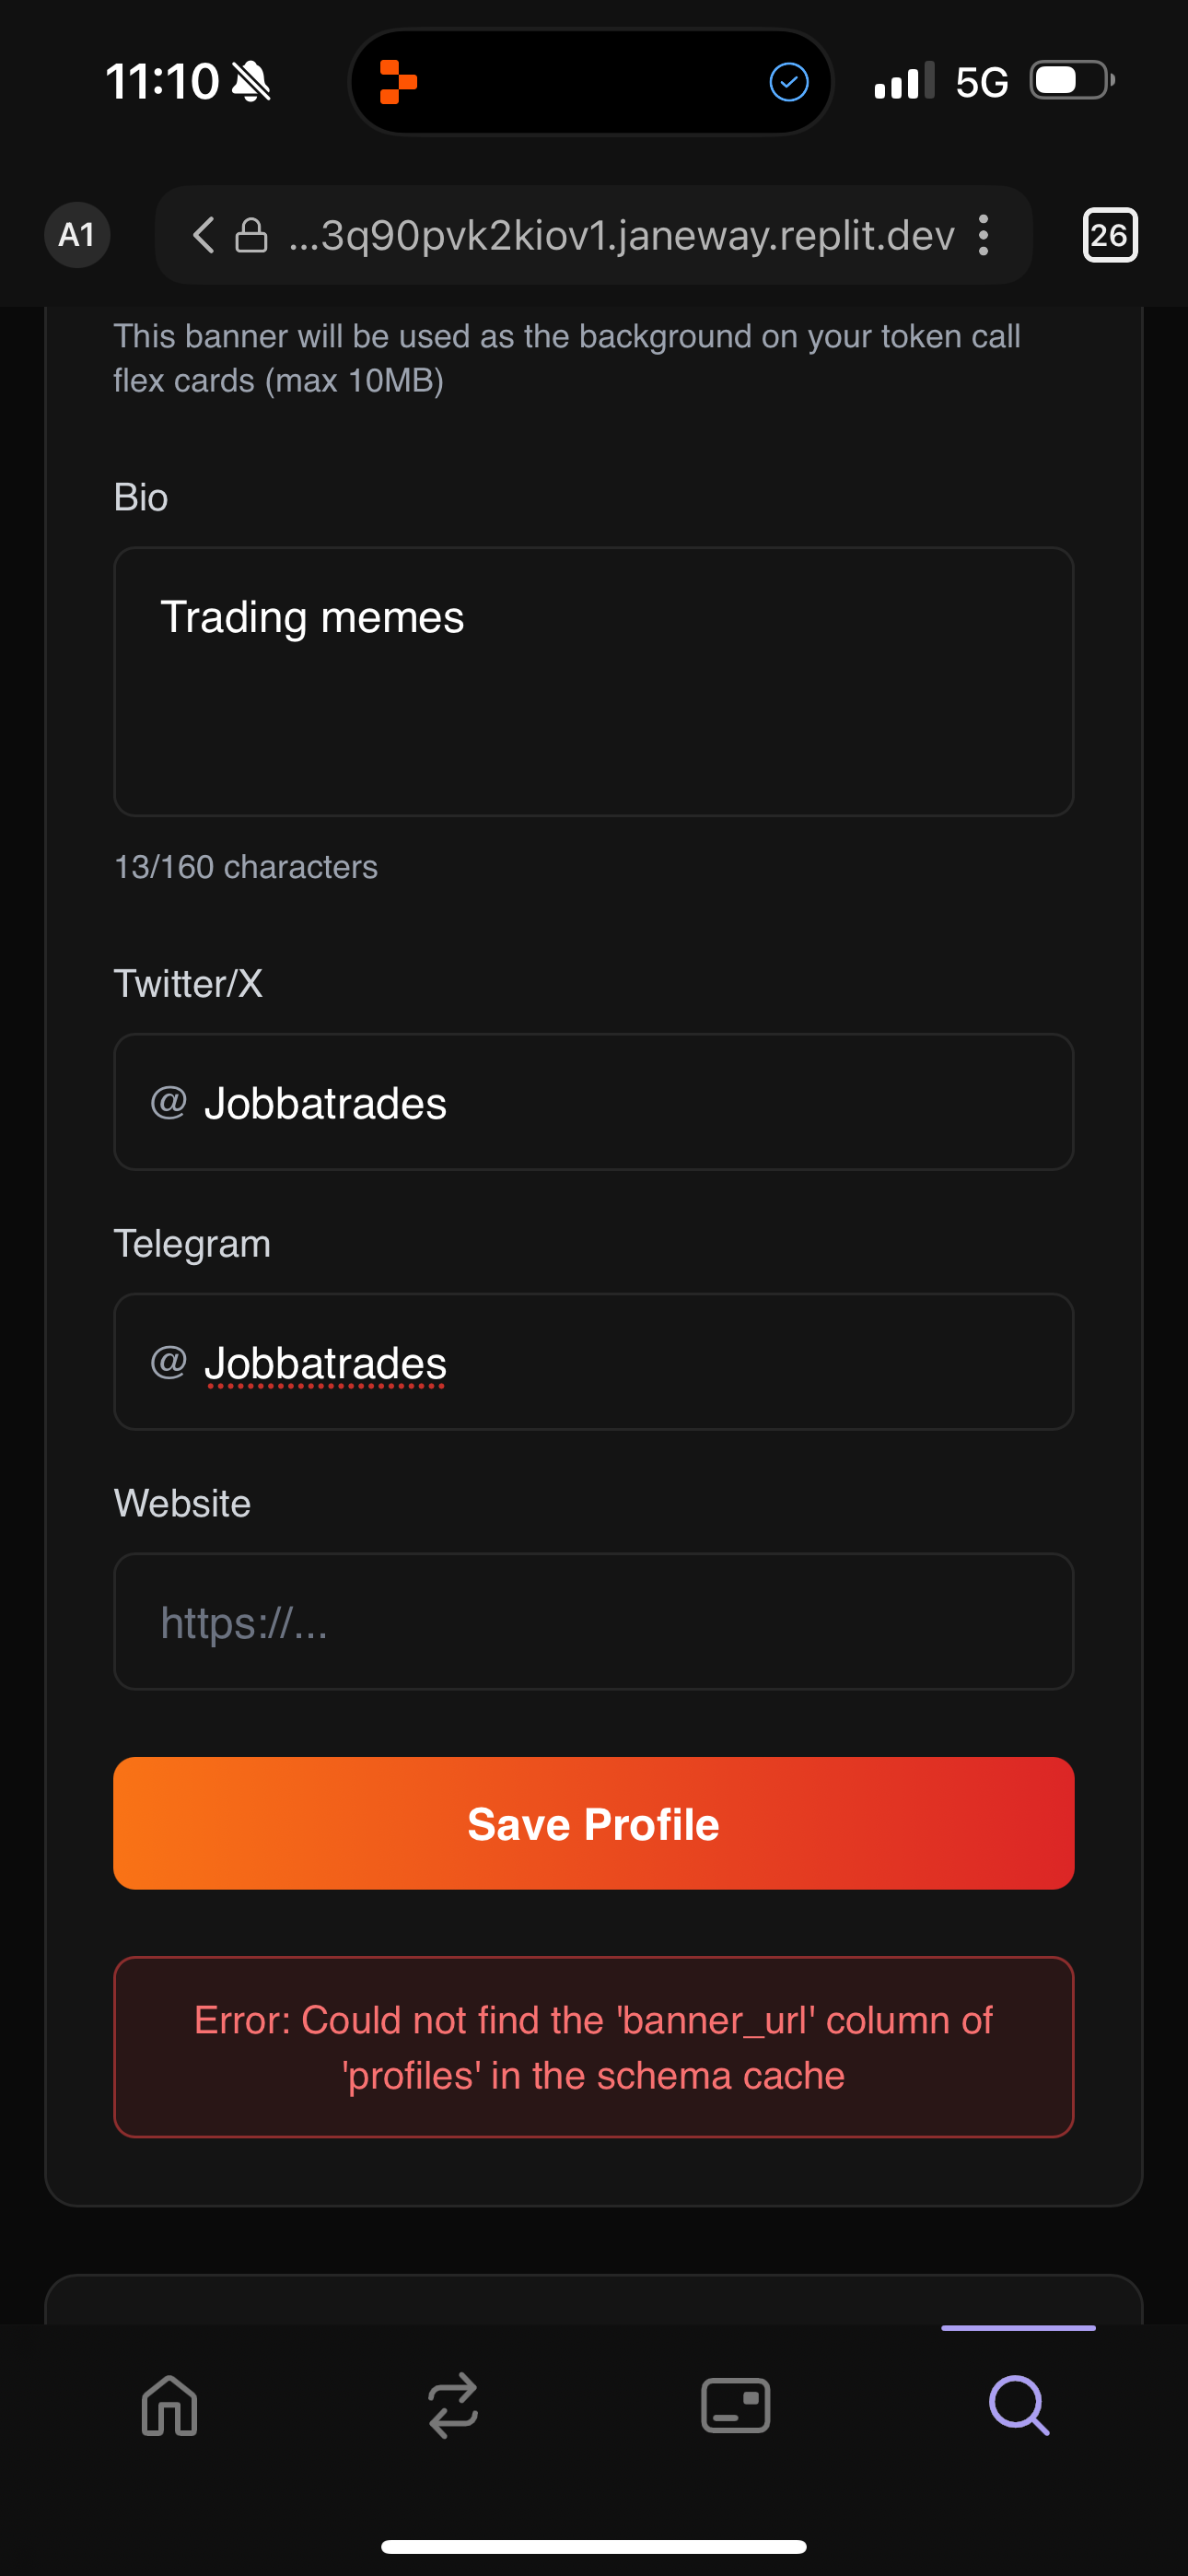 11:10
5G
A1
...3q90pvk2kiov1.janeway.replit.dev
26
This banner will be used as the background on your token call
flex cards (max 10MB)
Bio
Trading memes
13/160 characters
Twitter/X
@ Jobbatrades
Telegram
@ Jobbatrades
Website
https://...
Save Profile
Error: Could not find the 'banner_url' column of
'profiles' in the schema cache